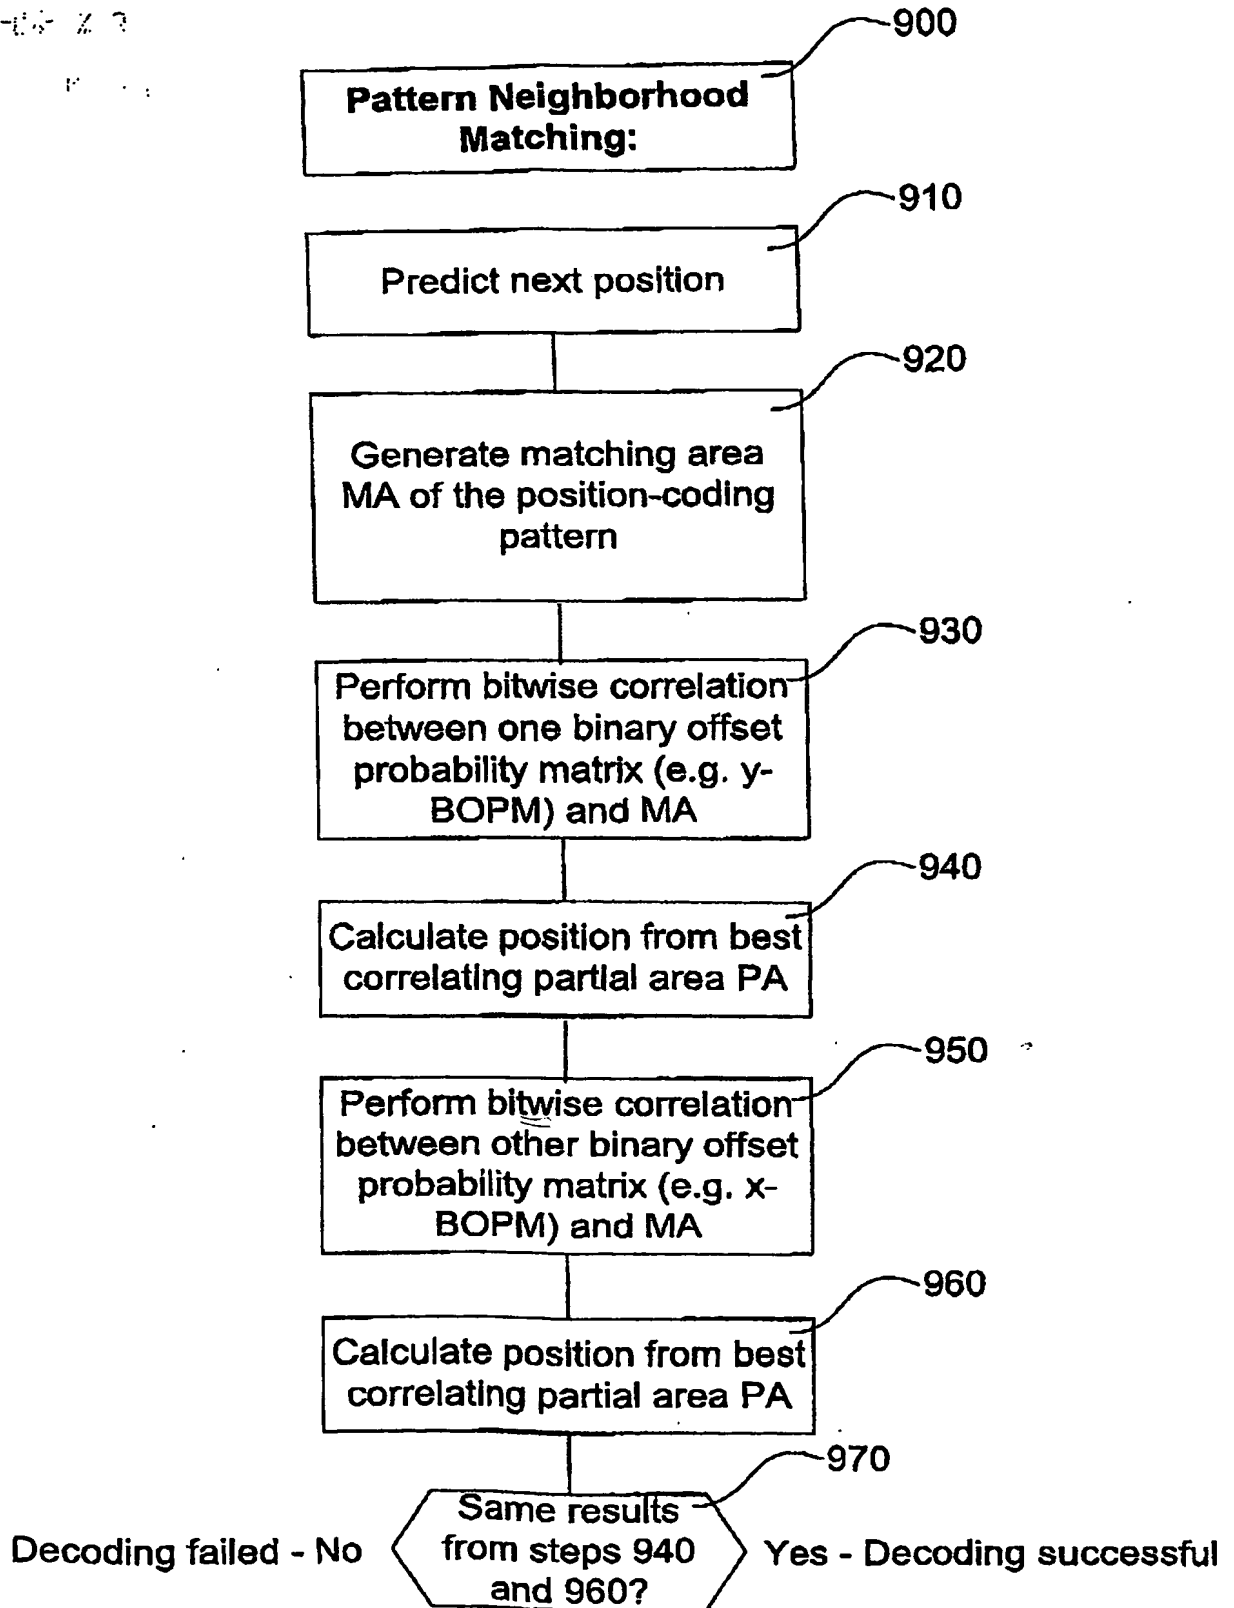 900
Pattern Neighborhood
Matching:
910
Predict next position
920
Generate matching area
MA of the position-coding
pattern
930
Perform bitwise correlation
between one binary offset
probability matrix (e.g. y-
BOPM) and MA
940
Calculate position from best
correlating partial area PA
950
Perform bitwise correlation
between other binary offset
probability matrix (e.g. x-
BOPM) and MA
960
Calculate position from best
correlating partial area PA
970
Same results
from steps 940
and 960?
Decoding failed - No
Yes - Decoding successful